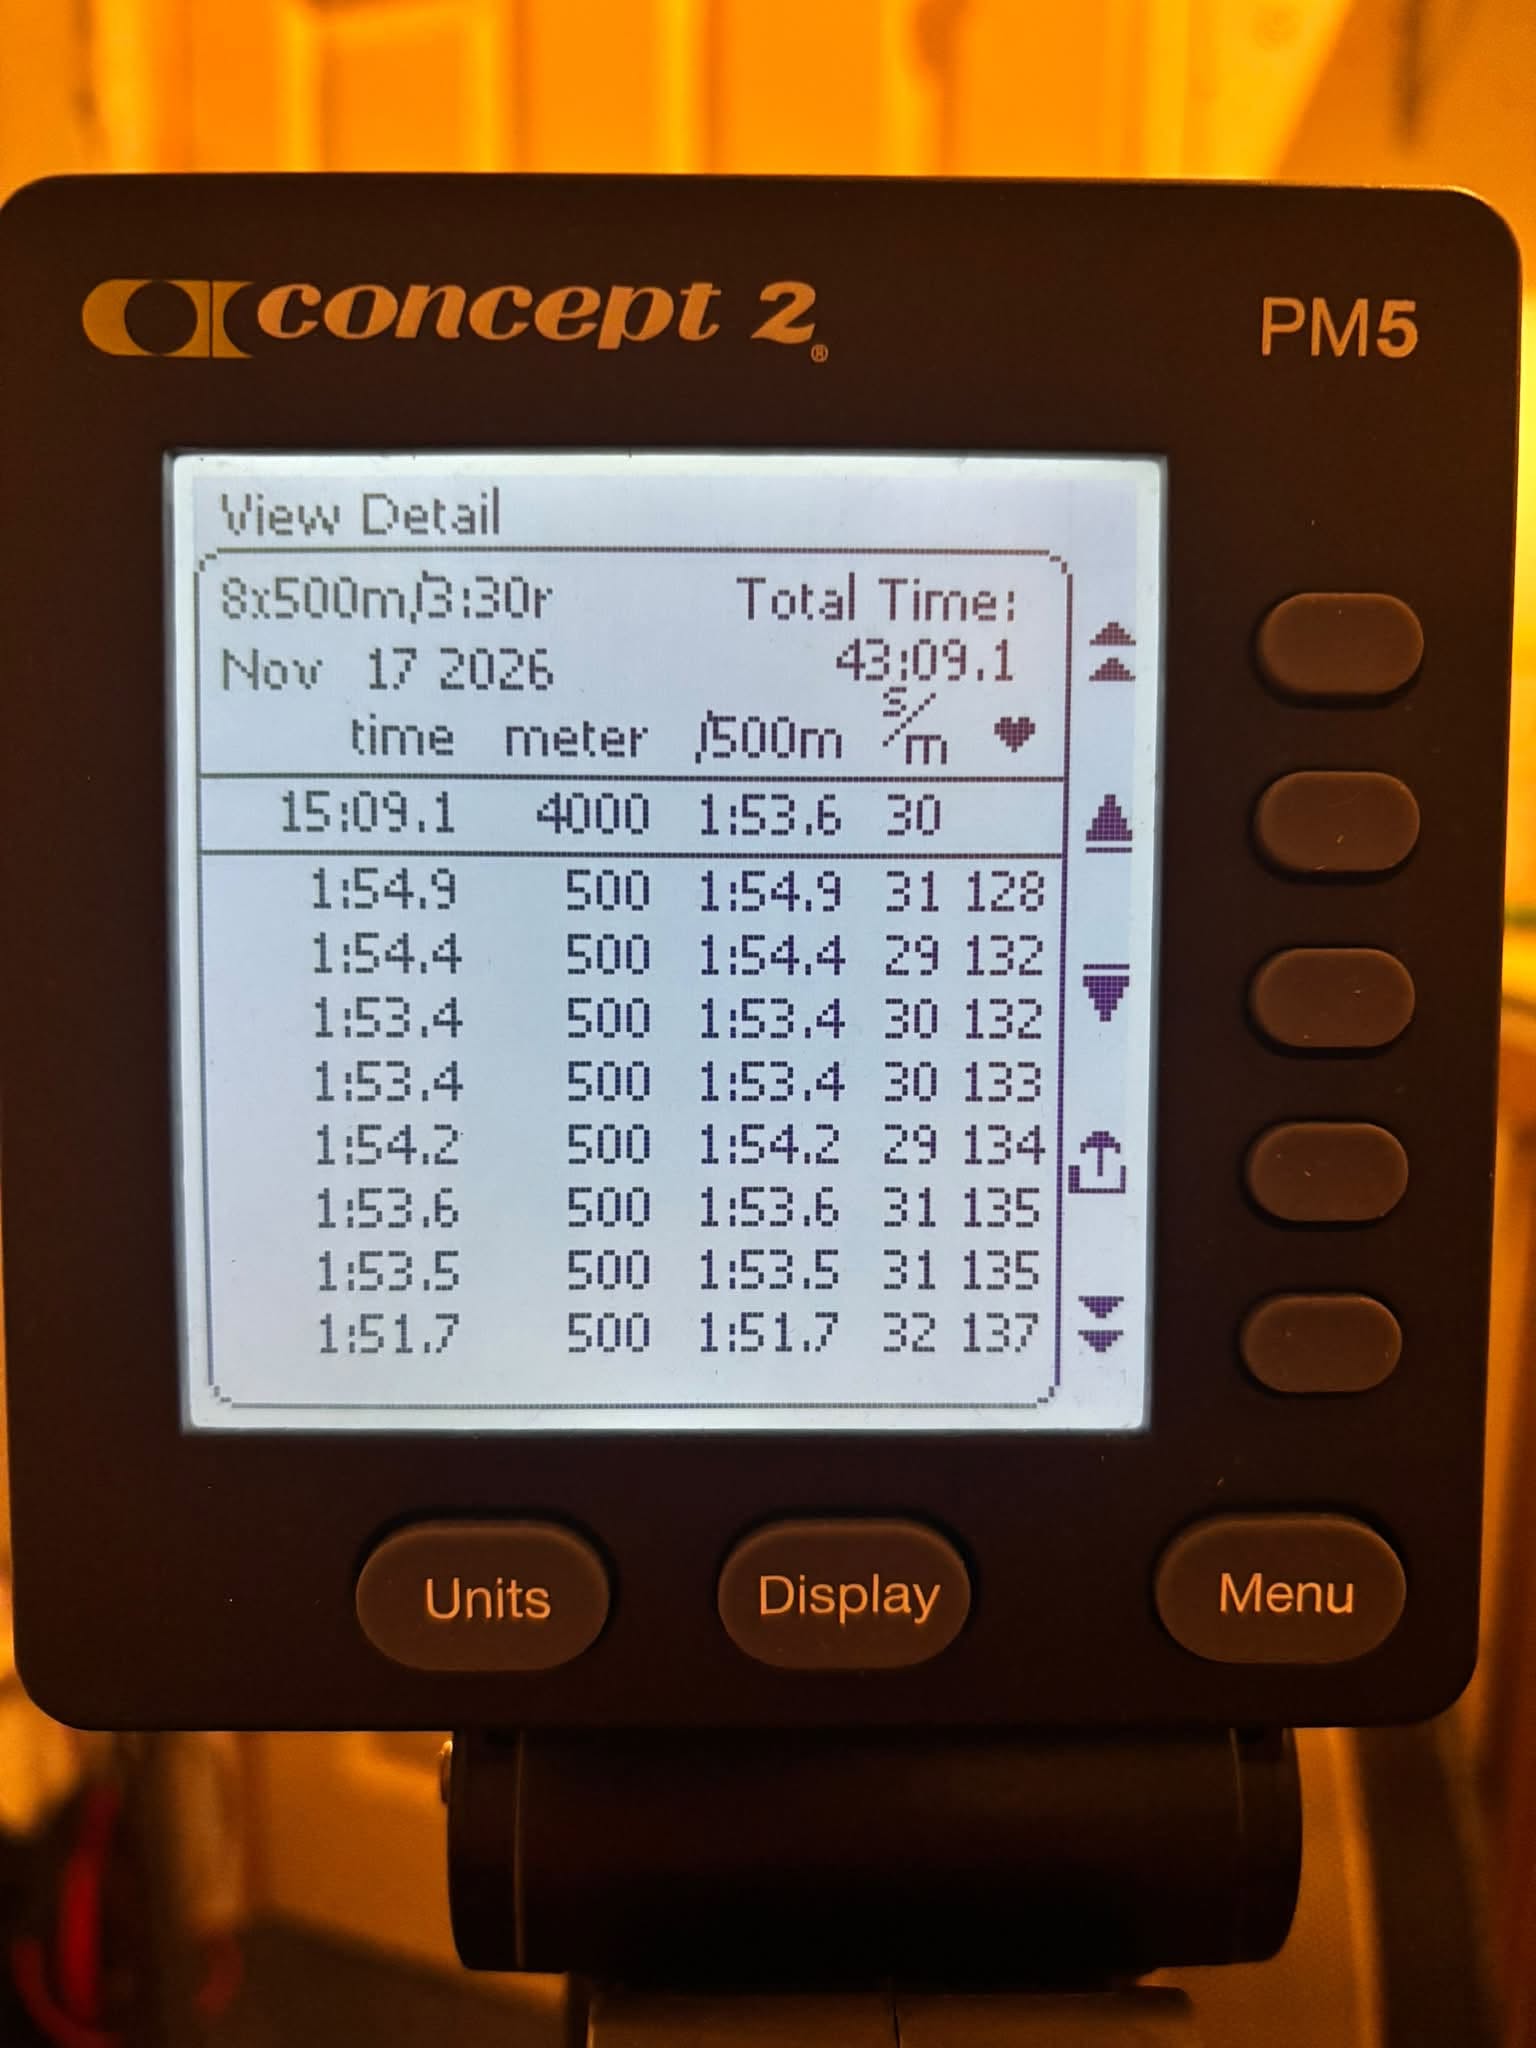 concept 2®
PM5
View Detail
8x500m/3:30r Total Time:
Nov 17 2026 43:09.1
time meter /500m s/m ♥
15:09.1 4000 1:53.6 30
1:54.9 500 1:54.9 31 128
1:54.4 500 1:54.4 29 132
1:53.4 500 1:53.4 30 132
1:53.4 500 1:53.4 30 133
1:54.2 500 1:54.2 29 134
1:53.6 500 1:53.6 31 135
1:53.5 500 1:53.5 31 135
1:51.7 500 1:51.7 32 137
Units Display Menu